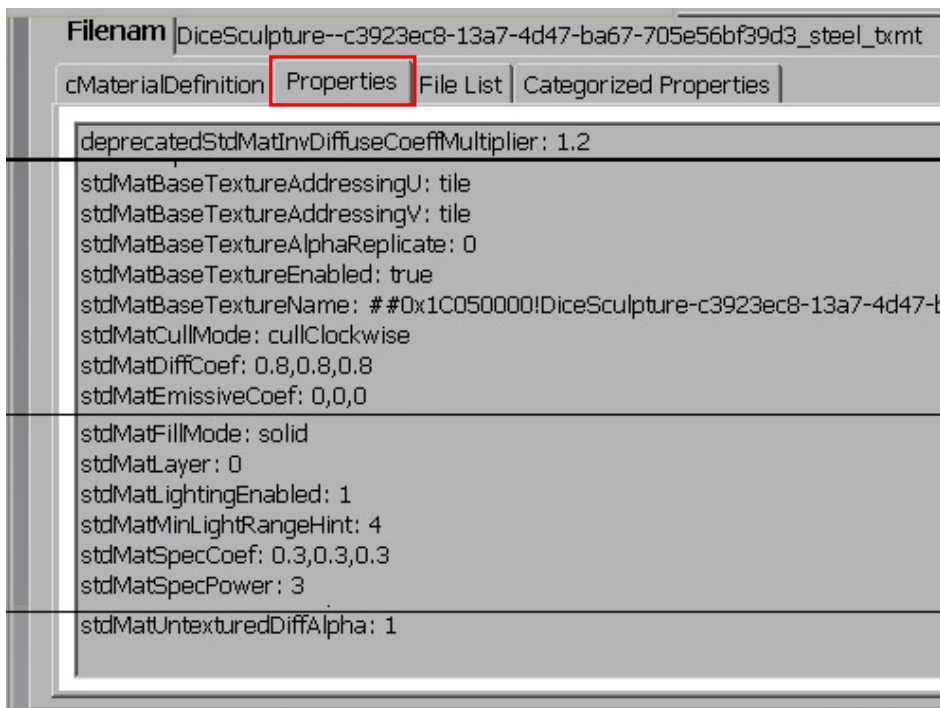 Filenam DiceSculpture--c3923ec8-13a7-4d47-ba67-705e56bf39d3_steel_txmt
cMaterialDefinition Properties File List Categorized Properties
deprecatedStdMatInvDiffuseCoeffMultiplier: 1.2
stdMatBaseTextureAddressingU: tile
stdMatBaseTextureAddressingV: tile
stdMatBaseTextureAlphaReplicate: 0
stdMatBaseTextureEnabled: true
stdMatBaseTextureName: ##0x1C050000!DiceSculpture-c3923ec8-13a7-4d47-b
stdMatCullMode: cullClockwise
stdMatDiffCoef: 0.8,0.8,0.8
stdMatEmissiveCoef: 0,0,0
stdMatFillMode: solid
stdMatLayer: 0
stdMatLightingEnabled: 1
stdMatMinLightRangeHint: 4
stdMatSpecCoef: 0.3,0.3,0.3
stdMatSpecPower: 3
stdMatUntexturedDiffAlpha: 1